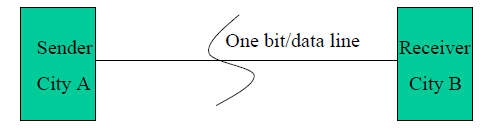 Sender
City A
One bit/data line
Receiver
City B